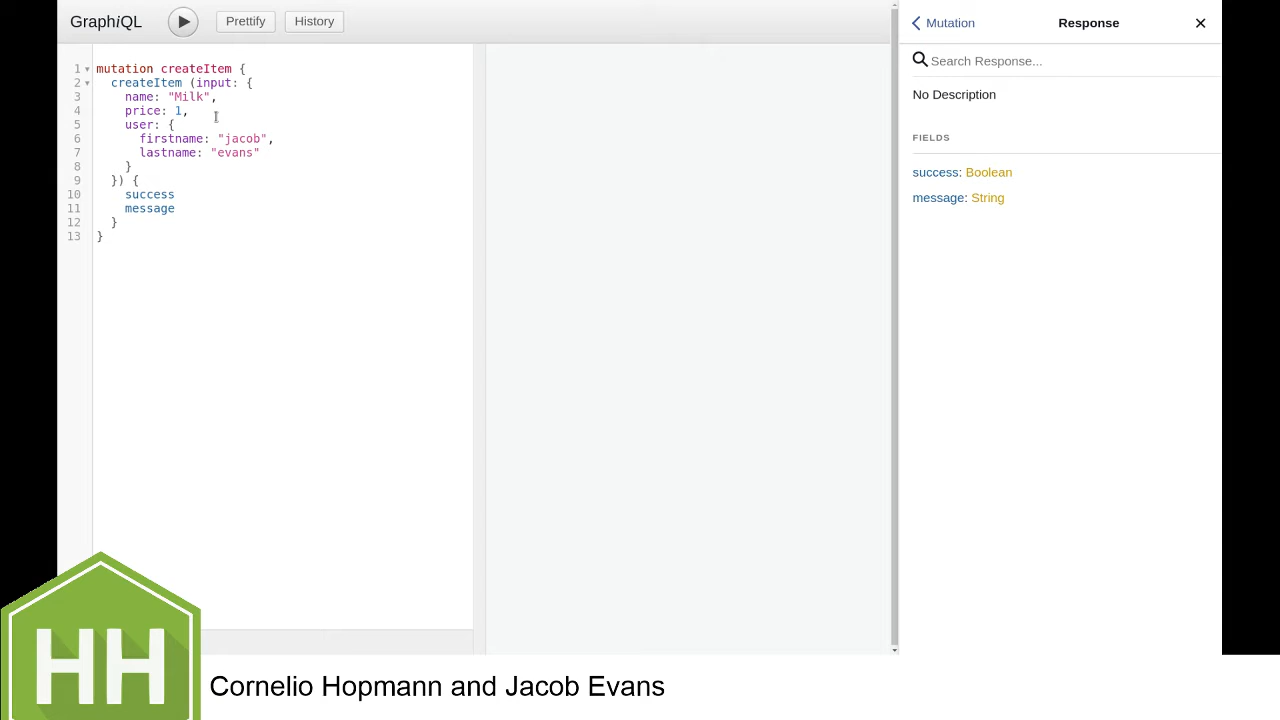 GraphiQL
Prettify
History
1 mutation createItem {
2 createItem (input: {
3 name: "Milk",
4 price: 1,
5 user: {
6 firstname: "jacob",
7 lastname: "evans"
8 }
9 }) {
10 success
11 message
12 }
13 }
Mutation
Response
Search Response...
No Description
FIELDS
success: Boolean
message: String
HH
Cornelio Hopmann and Jacob Evans